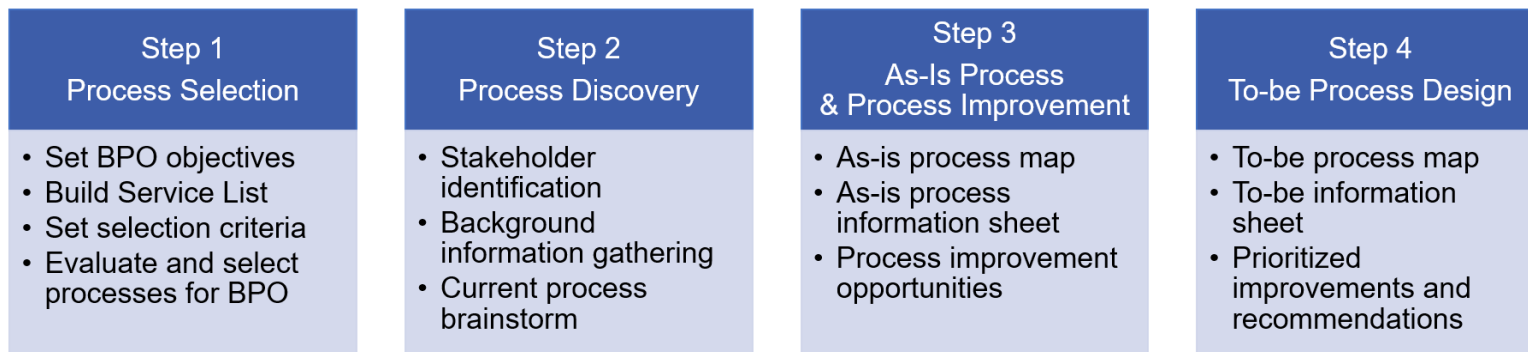 Step 1
Process Selection
• Set BPO objectives
• Build Service List
• Set selection criteria
• Evaluate and select
processes for BPO
Step 2
Process Discovery
• Stakeholder
identification
• Background
information gathering
• Current process
brainstorm
Step 3
As-Is Process
& Process Improvement
• As-is process map
• As-is process
information sheet
• Process improvement
opportunities
Step 4
To-be Process Design
• To-be process map
• To-be information
sheet
• Prioritized
improvements and
recommendations